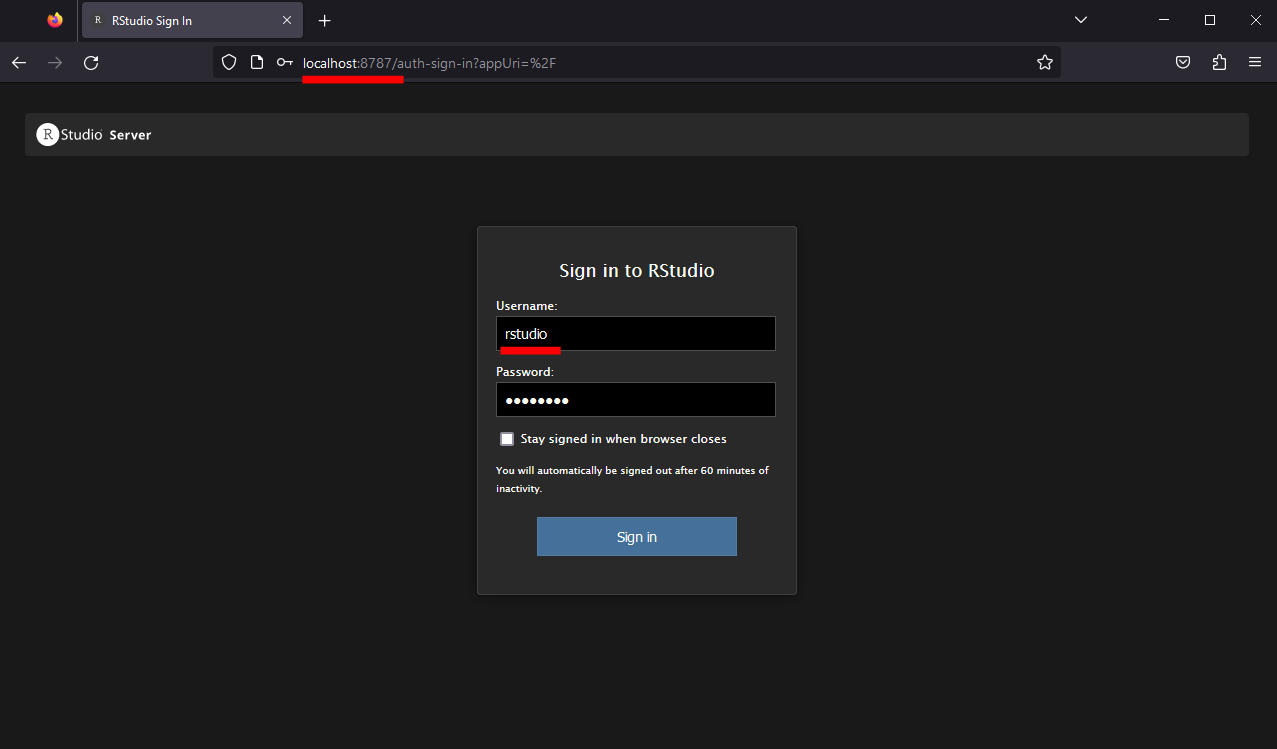 R RStudio Sign In
localhost:8787/auth-sign-in?appUri=%2F
R Studio Server
Sign in to RStudio
Username:
rstudio
Password:
●●●●●●●●
Stay signed in when browser closes
You will automatically be signed out after 60 minutes of
inactivity.
Sign in